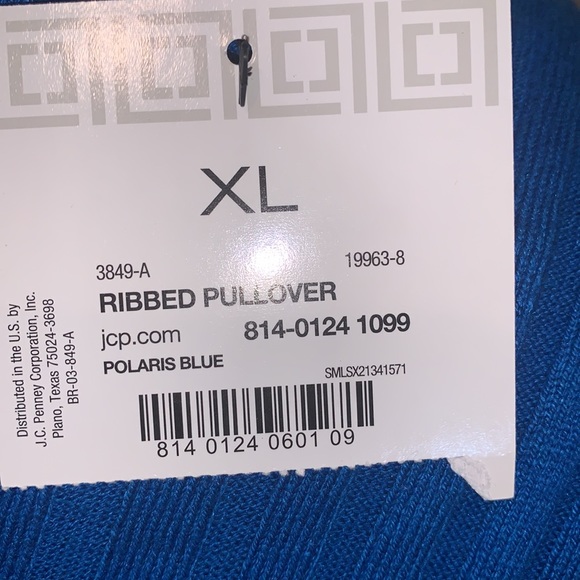 XL
3849-A 19963-8
RIBBED PULLOVER
jcp.com 814-0124 1099
POLARIS BLUE
SMLSX21341571
814 0124 0601 09
Distributed in the U.S. by
J.C. Penney Corporation, Inc.
Plano, Texas 75024-3698
BR-03-849-A